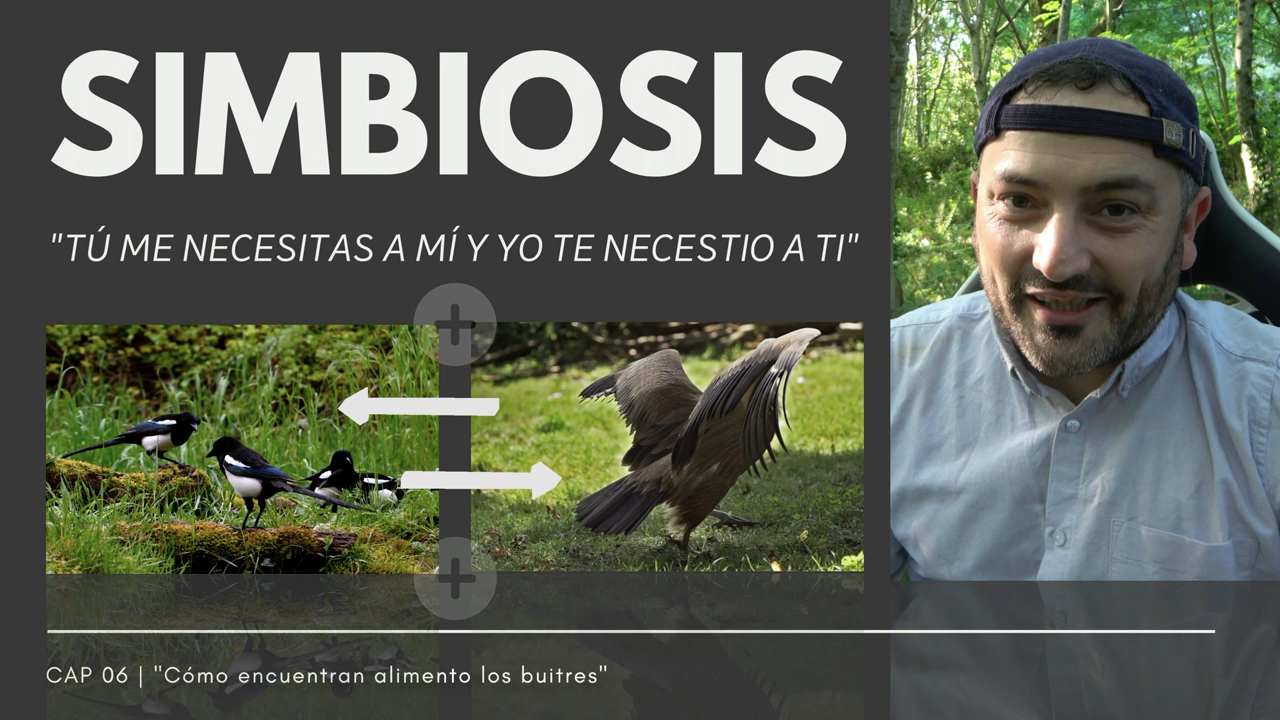 SIMBIOSIS
"TÚ ME NECESITAS A MÍ Y YO TE NECESTIO A TI"
CAP 06 | "Cómo encuentran alimento los buitres"